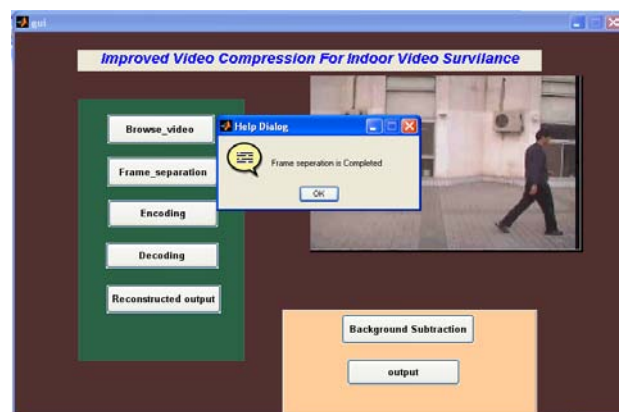 gui
Improved Video Compression For Indoor Video Survilance
Browse_video
Help Dialog
Frame seperation is Completed
OK
Frame_separation
Encoding
Decoding
Reconstructed output
Background Subtraction
output